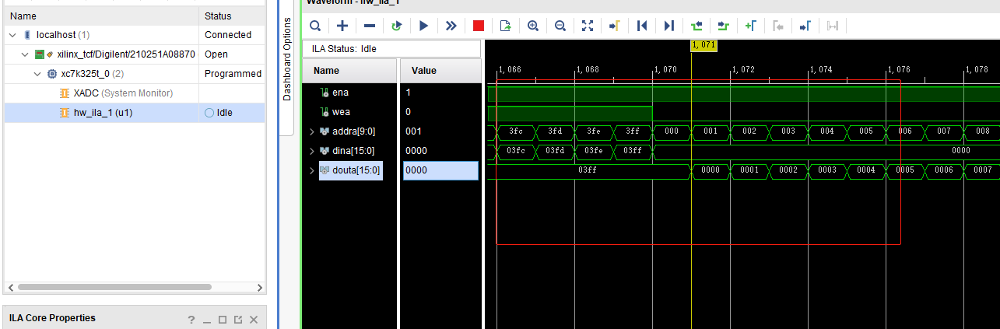 Waveform - hw_ila_1
Name Status
localhost (1) Connected
xilinx_tcf/Digilent/210251A08870 Open
xc7k325t_0 (2) Programmed
XADC (System Monitor)
hw_ila_1 (u1) Idle
ILA Core Properties
Dashboard Options
ILA Status: Idle
Name Value
1,071
1,066 1,068 1,070 1,072 1,074 1,076 1,078
ena 1
wea 0
addra[9:0] 001 3fc 3fd 3fe 3ff 000 001 002 003 004 005 006 007 008
dina[15:0] 0000 03fc 03fd 03fe 03ff 0000
douta[15:0] 0000 03ff 0000 0001 0002 0003 0004 0005 0006 0007